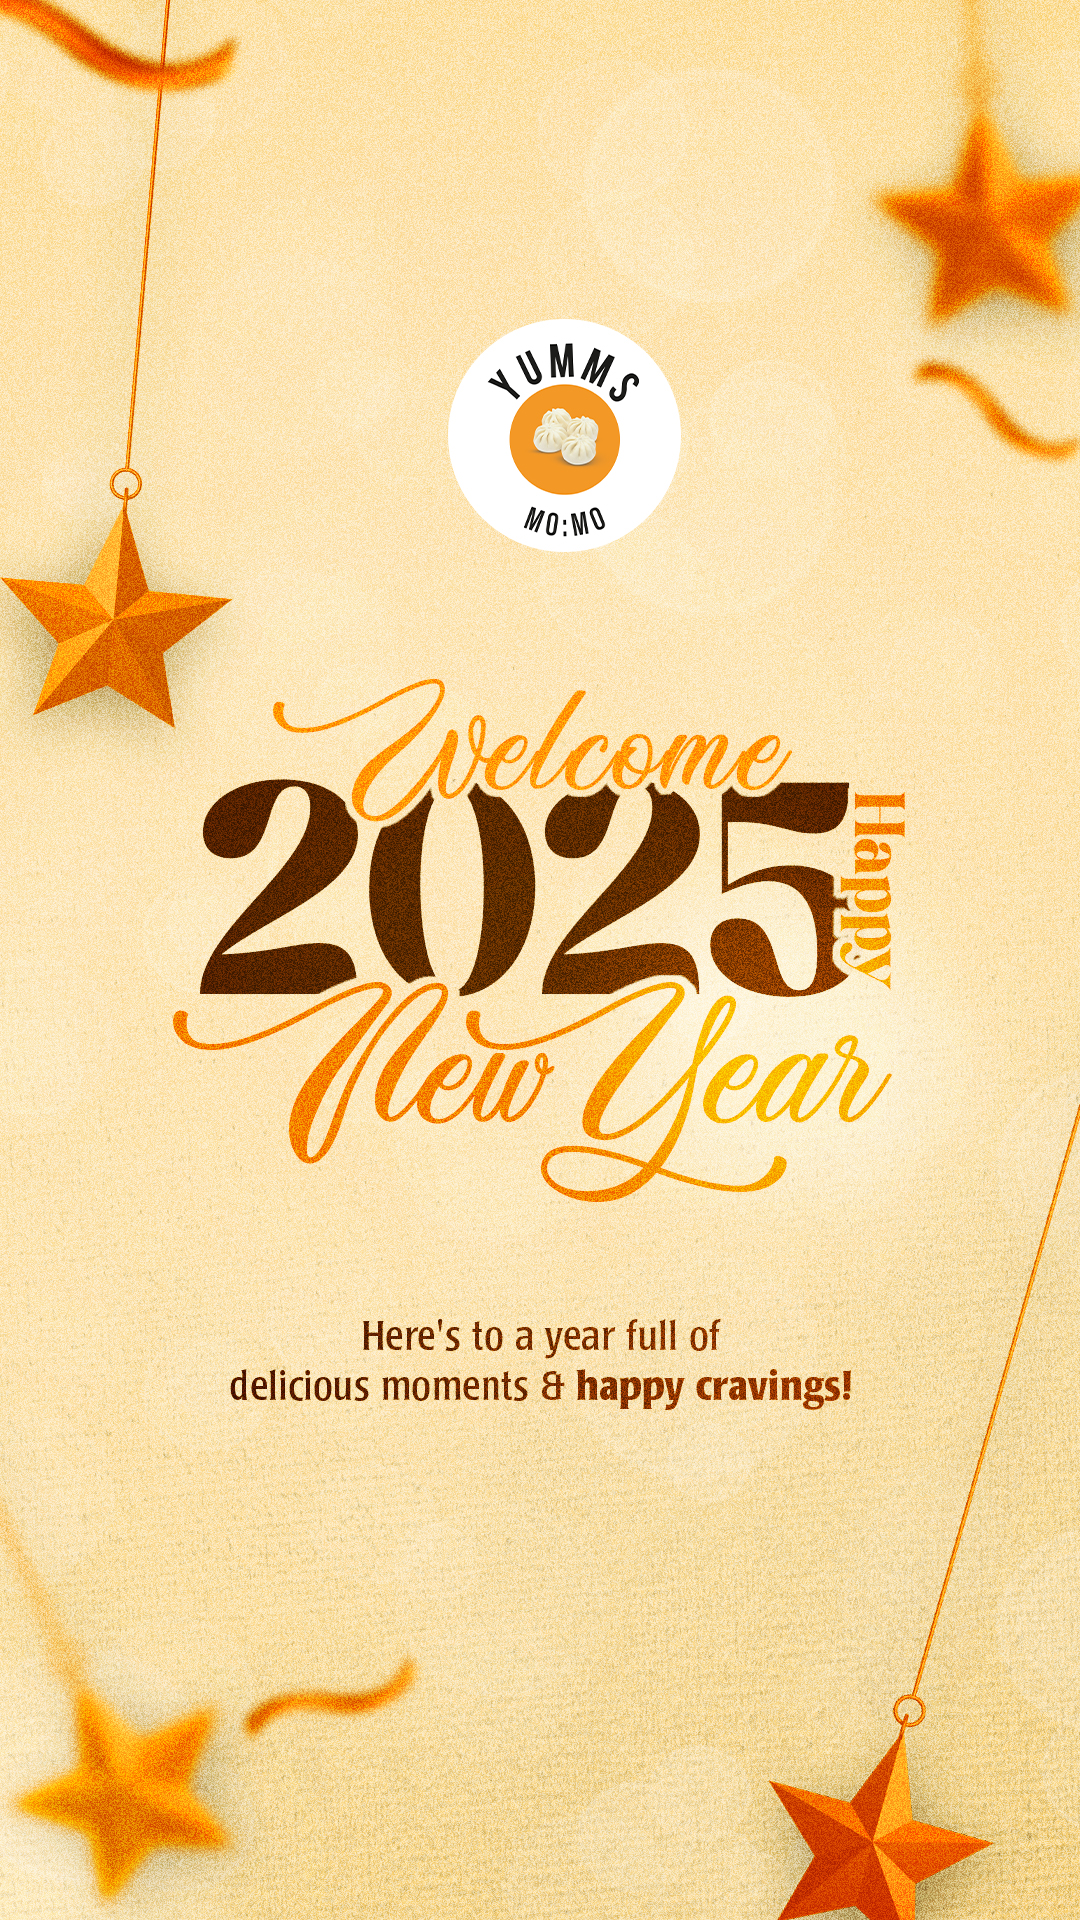 YUMMS
MO:MO
Welcome
2025
Happy
New Year
Here's to a year full of
delicious moments & happy cravings!